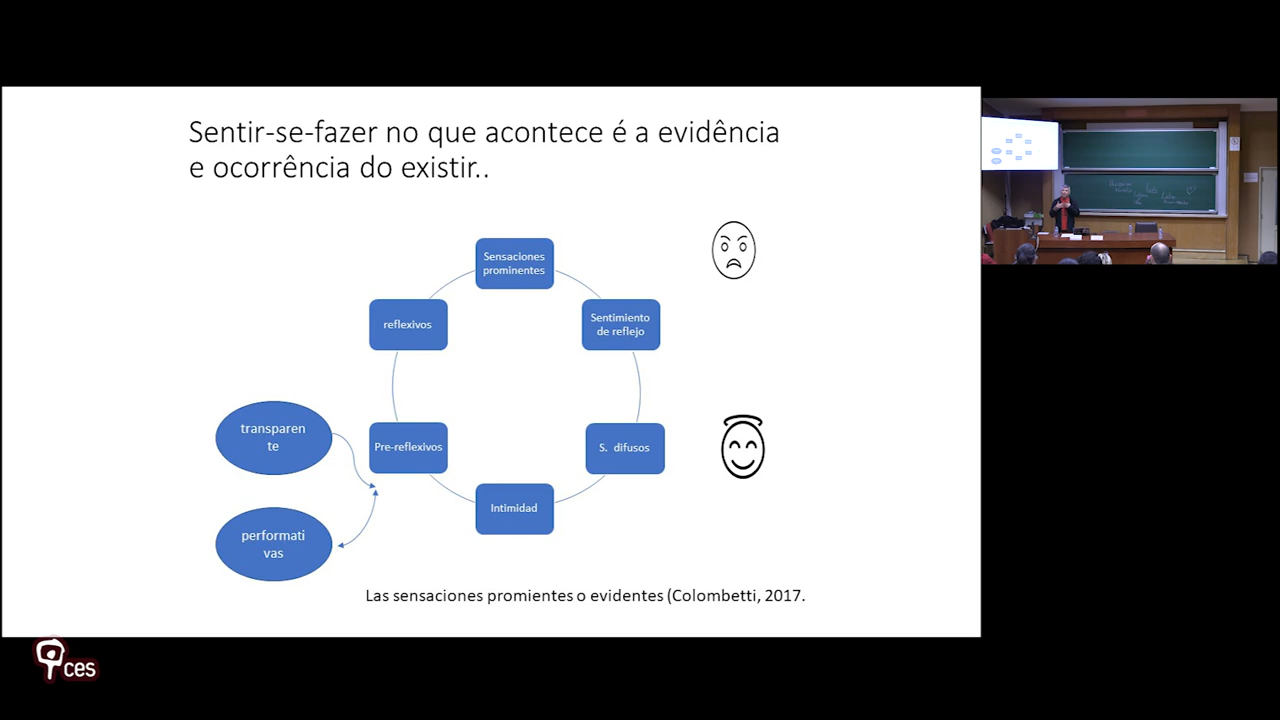 Sentir-se-fazer no que acontece é a evidência
e ocorrência do existir..
Sensaciones
prominentes
reflexivos
Sentimiento
de reflejo
transparen
te
Pre-reflexivos
S. difusos
Intimidad
performati
vas
Las sensaciones promientes o evidentes (Colombetti, 2017.
ces